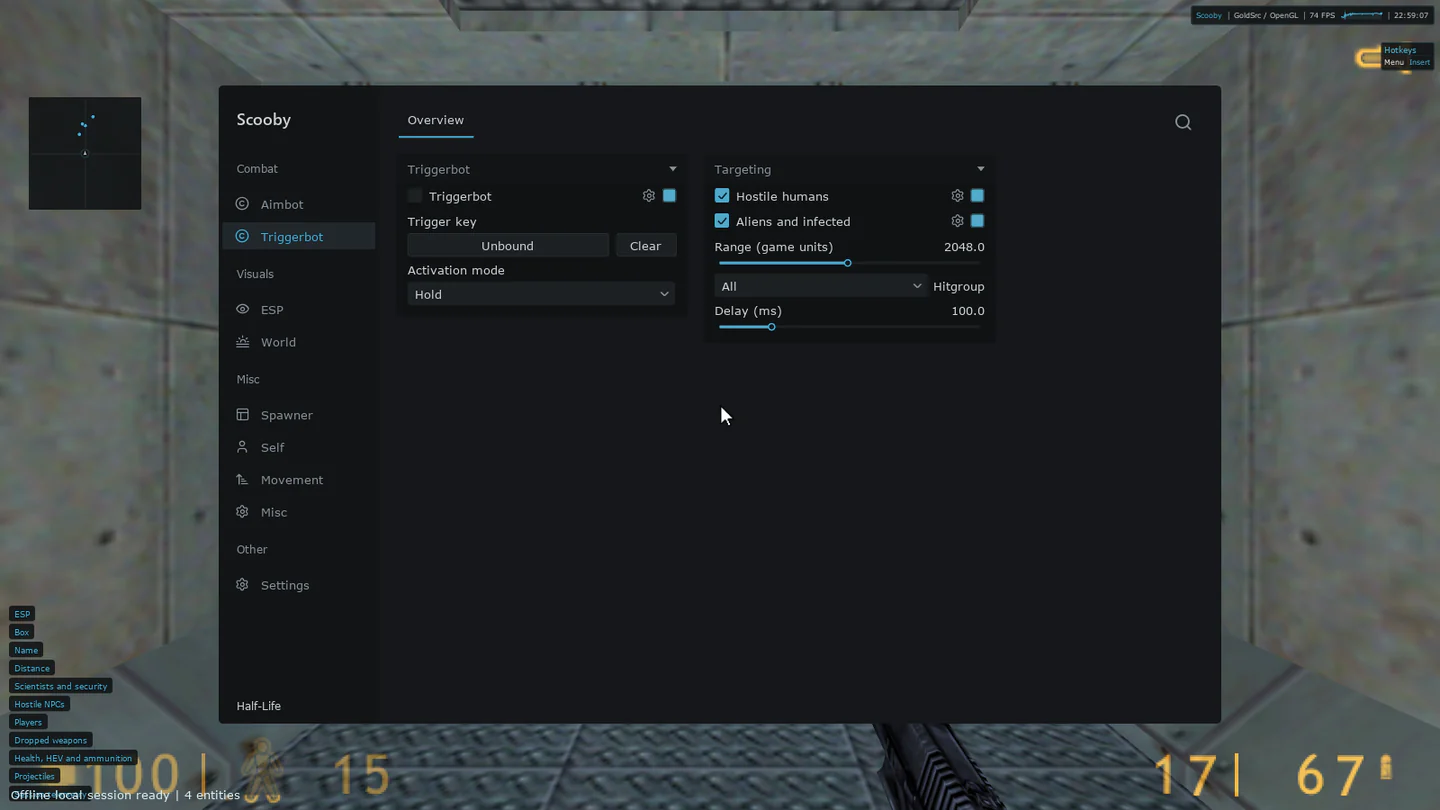 Scooby | GoldSrc / OpenGL | 74 FPS | 22:59:07
Hotkeys
Menu Insert
Scooby
Combat
Aimbot
Triggerbot
Visuals
ESP
World
Misc
Spawner
Self
Movement
Misc
Other
Settings
Half-Life
Overview
Triggerbot
Triggerbot
Trigger key
Unbound Clear
Activation mode
Hold
Targeting
Hostile humans
Aliens and infected
Range (game units) 2048.0
All Hitgroup
Delay (ms) 100.0
ESP
Box
Name
Distance
Scientists and security
Hostile NPCs
Players
Dropped weapons
Health, HEV and ammunition
Projectiles
Offline local session ready | 4 entities
100 | 15
17 | 67